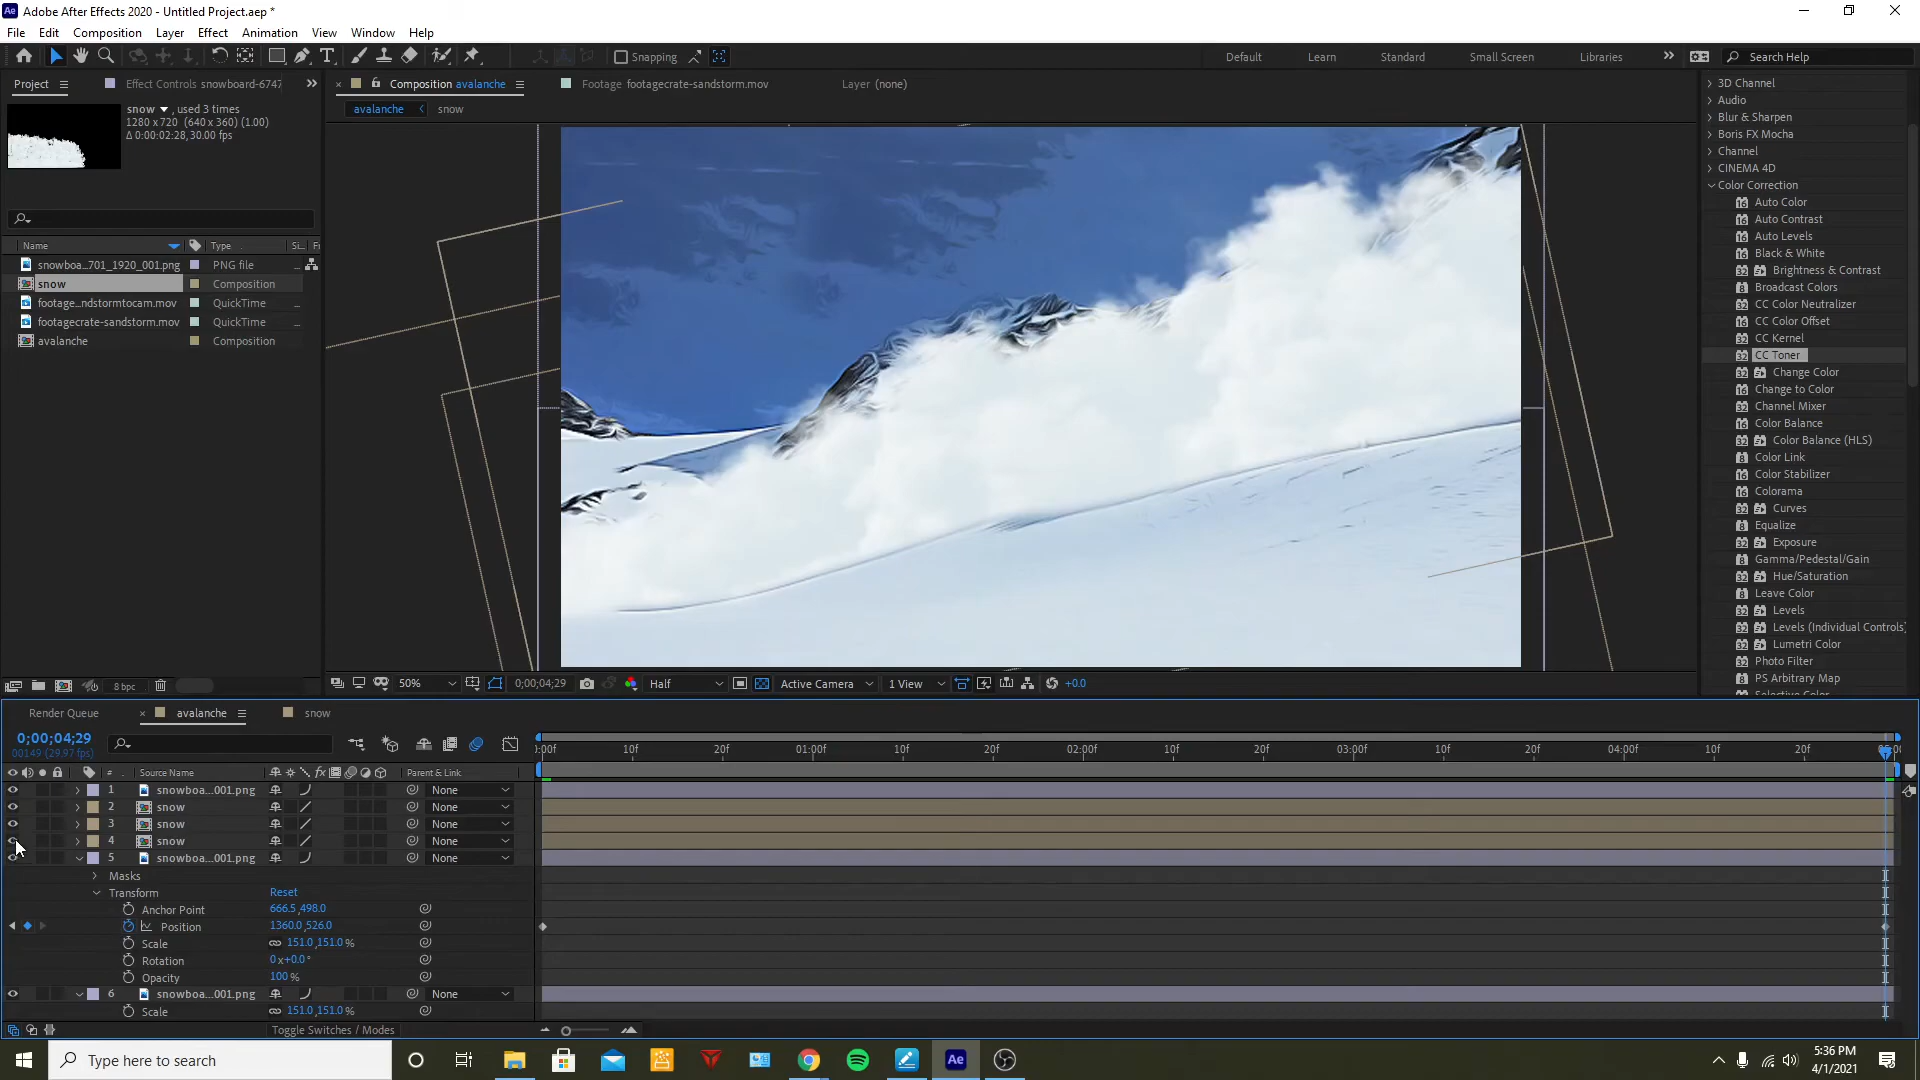 Adobe After Effects 2020 - Untitled Project.aep *
File Edit Composition Layer Effect Animation View Window Help
Snapping
Default Learn Standard Small Screen Libraries Search Help
Project Effect Controls snowboard-6747
Composition avalanche Footage footagecrate-sandstorm.mov Layer (none)
avalanche snow
snow , used 3 times
1280 x 720 (640 x 360) (1.00)
Δ 0:00:02:28, 30.00 fps
Name Type Si... F
snowboa...701_1920_001.png PNG file
snow Composition
footage...ndstormtocam.mov QuickTime
footagecrate-sandstorm.mov QuickTime
avalanche Composition
3D Channel
Audio
Blur & Sharpen
Boris FX Mocha
Channel
CINEMA 4D
Color Correction
Auto Color
Auto Contrast
Auto Levels
Black & White
Brightness & Contrast
Broadcast Colors
CC Color Neutralizer
CC Color Offset
CC Kernel
CC Toner
Change Color
Change to Color
Channel Mixer
Color Balance
Color Balance (HLS)
Color Link
Color Stabilizer
Colorama
Curves
Equalize
Exposure
Gamma/Pedestal/Gain
Hue/Saturation
Leave Color
Levels
Levels (Individual Controls)
Lumetri Color
Photo Filter
PS Arbitrary Map
Selective Color
8 bpc
50% 0;00;04;29 Half Active Camera 1 View +0.0
Render Queue avalanche snow
0;00;04;29
00149 (29.97 fps)
:00f 10f 20f 01:00f 10f 20f 02:00f 10f 20f 03:00f 10f 20f 04:00f 10f 20f 05:00
# Source Name Parent & Link
1 snowboa...001.png None
2 snow None
3 snow None
4 snow None
5 snowboa...001.png None
Masks
Transform Reset
Anchor Point 666.5,498.0
Position 1360.0,526.0
Scale 151.0,151.0%
Rotation 0x+0.0°
Opacity 100%
6 snowboa...001.png None
Scale 151.0,151.0%
Toggle Switches / Modes
Type here to search
Ae
5:36 PM
4/1/2021